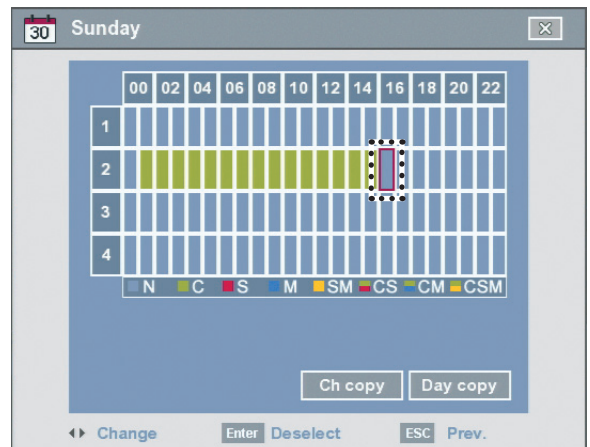 30 Sunday
00 02 04 06 08 10 12 14 16 18 20 22
1
2
3
4
N C S M SM CS CM CSM
Ch copy Day copy
Change Enter Deselect ESC Prev.